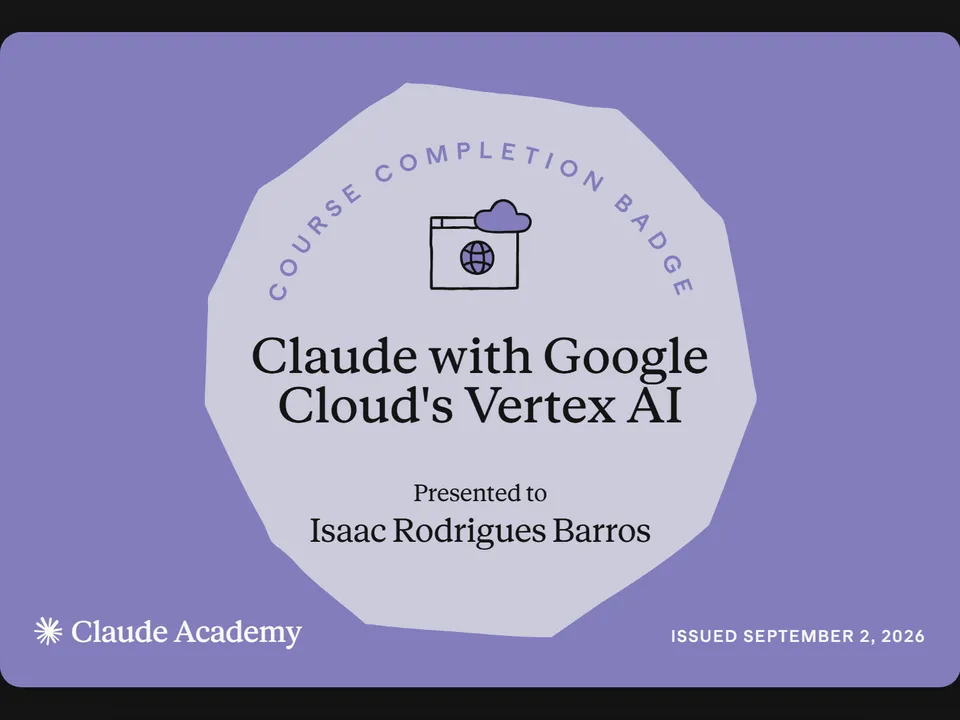 COURSE COMPLETION BADGE
Claude with Google
Cloud's Vertex AI
Presented to
Isaac Rodrigues Barros
Claude Academy
ISSUED SEPTEMBER 2, 2026